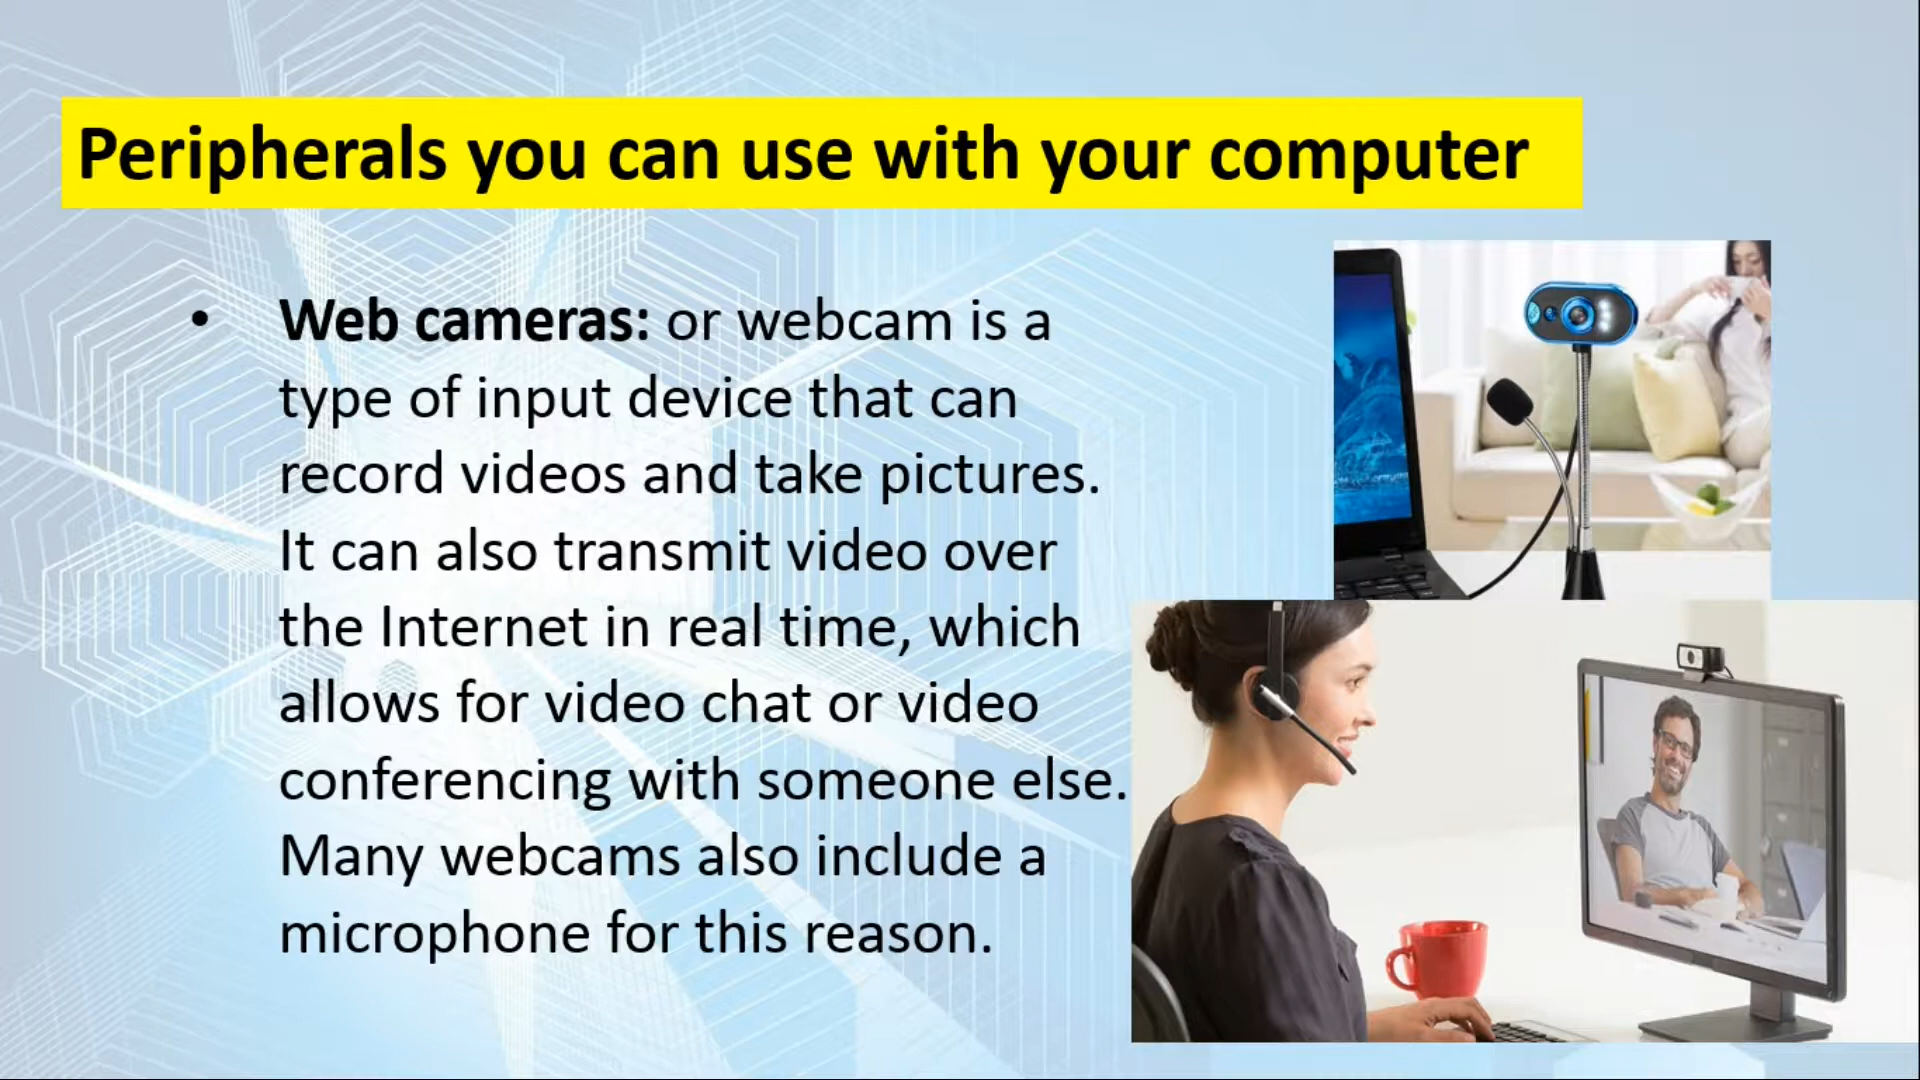 Peripherals you can use with your computer
• Web cameras: or webcam is a
type of input device that can
record videos and take pictures.
It can also transmit video over
the Internet in real time, which
allows for video chat or video
conferencing with someone else.
Many webcams also include a
microphone for this reason.